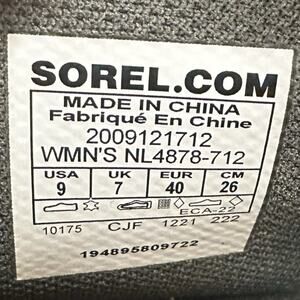 SOREL.COM
MADE IN CHINA
Fabriqué En Chine
2009121712
WMN'S NL4878-712
USA UK EUR CM
9 7 40 26
ECA-22
10175 CJF 1221 222
194895809722